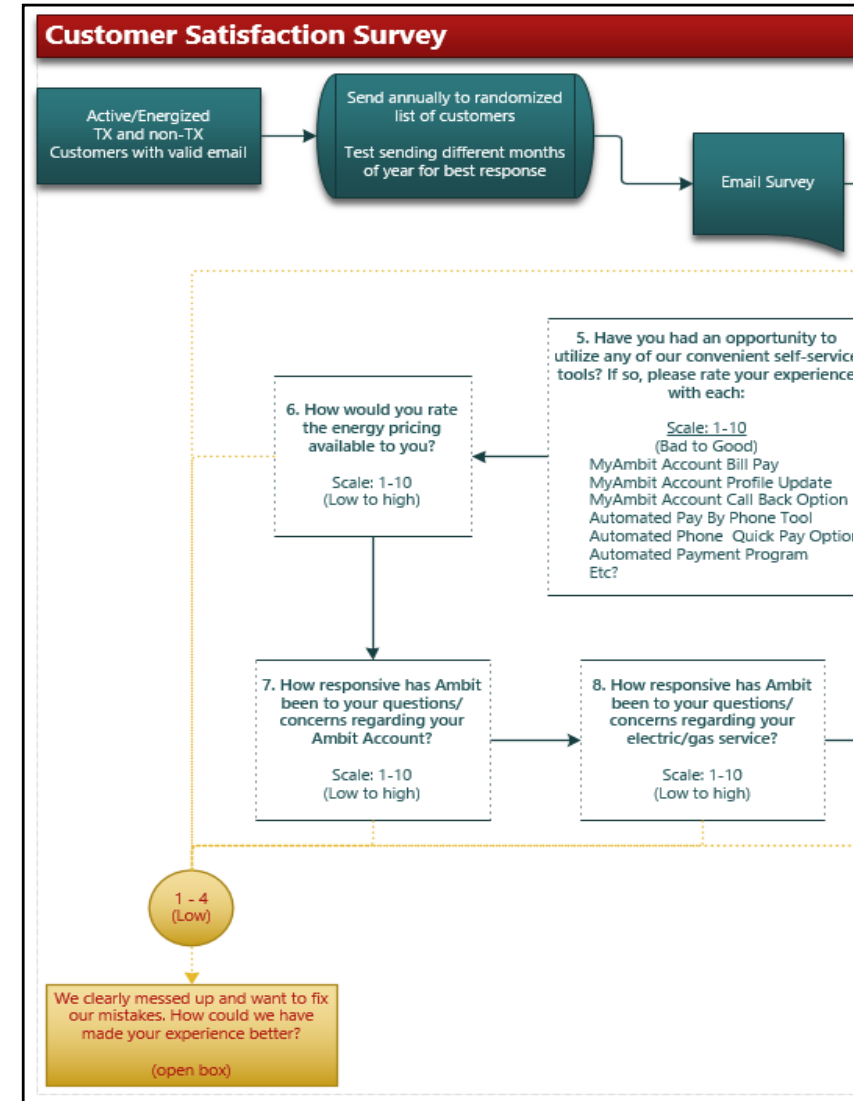 Customer Satisfaction Survey
Active/Energized
TX and non-TX
Customers with valid email
Send annually to randomized
list of customers
Test sending different months
of year for best response
Email Survey
5. Have you had an opportunity to
utilize any of our convenient self-service
tools? If so, please rate your experience
with each:
Scale: 1-10
(Bad to Good)
MyAmbit Account Bill Pay
MyAmbit Account Profile Update
MyAmbit Account Call Back Option
Automated Pay By Phone Tool
Automated Phone  Quick Pay Option
Automated Payment Program
Etc?
6. How would you rate
the energy pricing
available to you?
Scale: 1-10
(Low to high)
7. How responsive has Ambit
been to your questions/
concerns regarding your
Ambit Account?
Scale: 1-10
(Low to high)
8. How responsive has Ambit
been to your questions/
concerns regarding your
electric/gas service?
Scale: 1-10
(Low to high)
1 - 4
(Low)
We clearly messed up and want to fix
our mistakes. How could we have
made your experience better?
(open box)